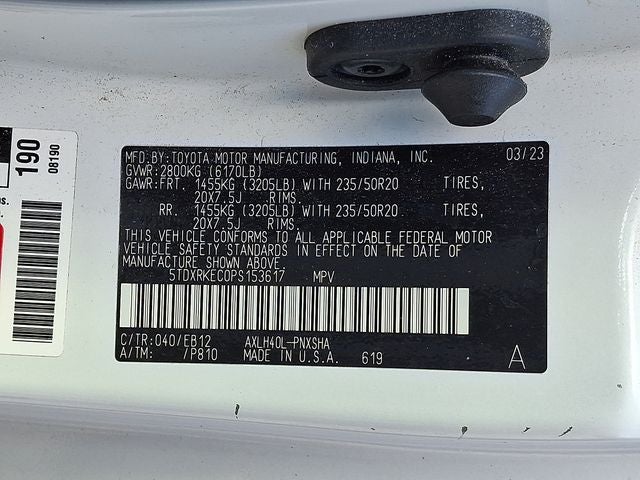 MFD.BY:TOYOTA MOTOR MANUFACTURING, INDIANA, INC. 03/23
GVWR:2800KG (6170LB)
GAWR:FRT. 1455KG (3205LB) WITH 235/50R20 TIRES,
20X7.5J RIMS.
RR. 1455KG (3205LB) WITH 235/50R20 TIRES,
20X7.5J RIMS.
THIS VEHICLE CONFORMS TO ALL APPLICABLE FEDERAL MOTOR
VEHICLE SAFETY STANDARDS IN EFFECT ON THE DATE OF
MANUFACTURE SHOWN ABOVE.
5TDXRKEC0PS153617 MPV
C/TR:040/EB12 AXLH40L-PNXSHA
A/TM: /P810 MADE IN U.S.A. 619 A
190
08190